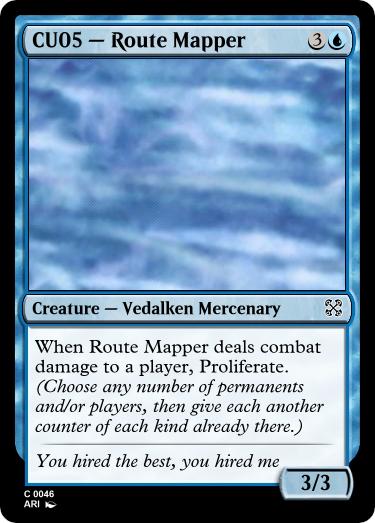 CU05 — Route Mapper 3
Creature — Vedalken Mercenary
When Route Mapper deals combat
damage to a player, Proliferate.
(Choose any number of permanents
and/or players, then give each another
counter of each kind already there.)
You hired the best, you hired me
3/3
C 0046
ARI